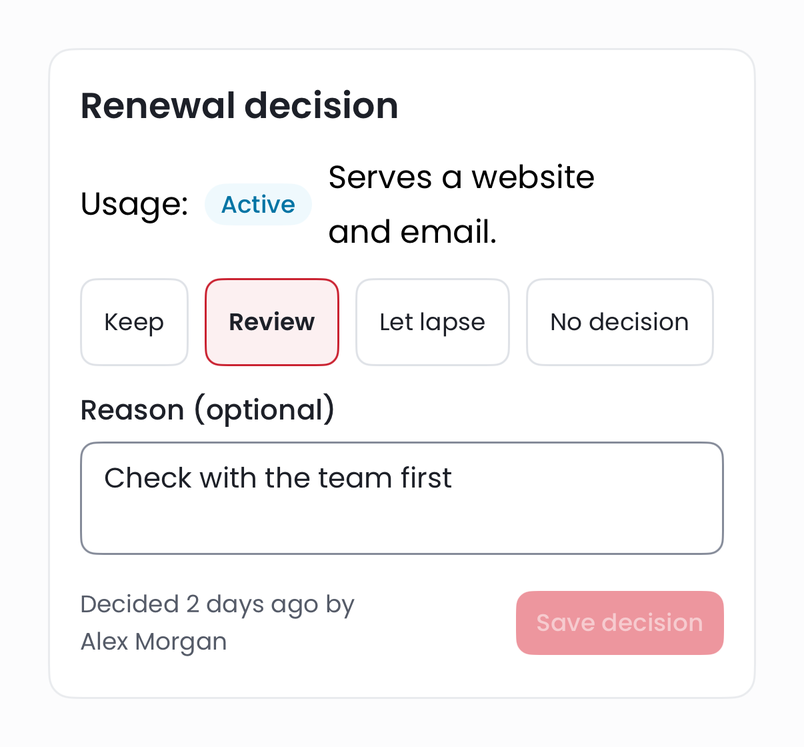 Renewal decision
Usage: Active Serves a website
and email.
Keep Review Let lapse No decision
Reason (optional)
Check with the team first
Decided 2 days ago by
Alex Morgan
Save decision